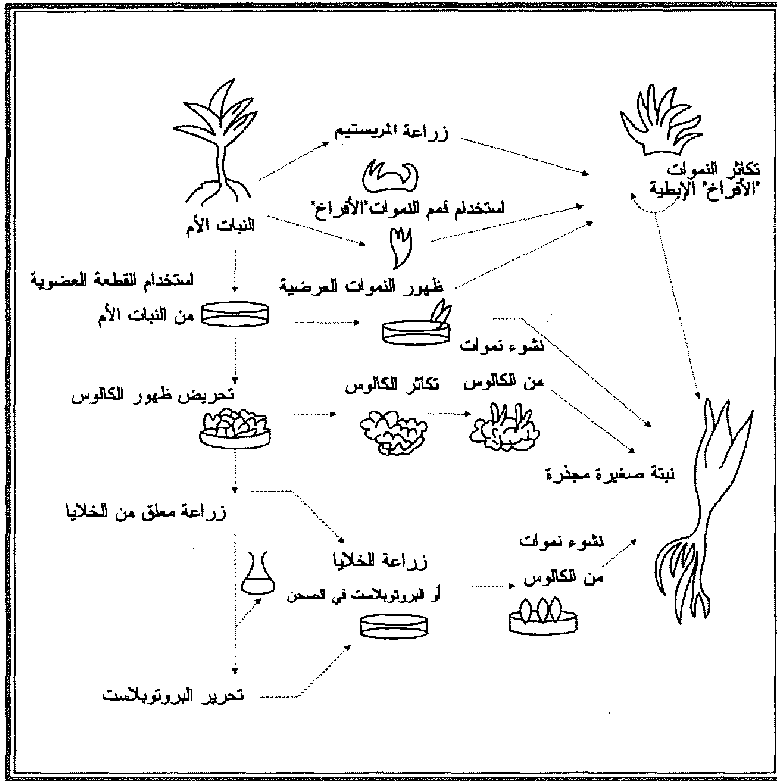 زراعة المريستيم
تكاثر النموات
"الأفراخ" الإبطية
استخدام قمم النموات "الأفراخ"
النبات الأم
ظهور النموات العرضية
استخدام القطعة العضوية
من النبات الأم
نشوء نموات
من الكالوس
تكاثر الكالوس
تحريض ظهور الكالوس
نبتة صغيرة مجذرة
زراعة معلق من الخلايا
نشوء نموات
من الكالوس
زراعة الخلايا
أو البروتوبلاست في الصحن
تحرير البروتوبلاست